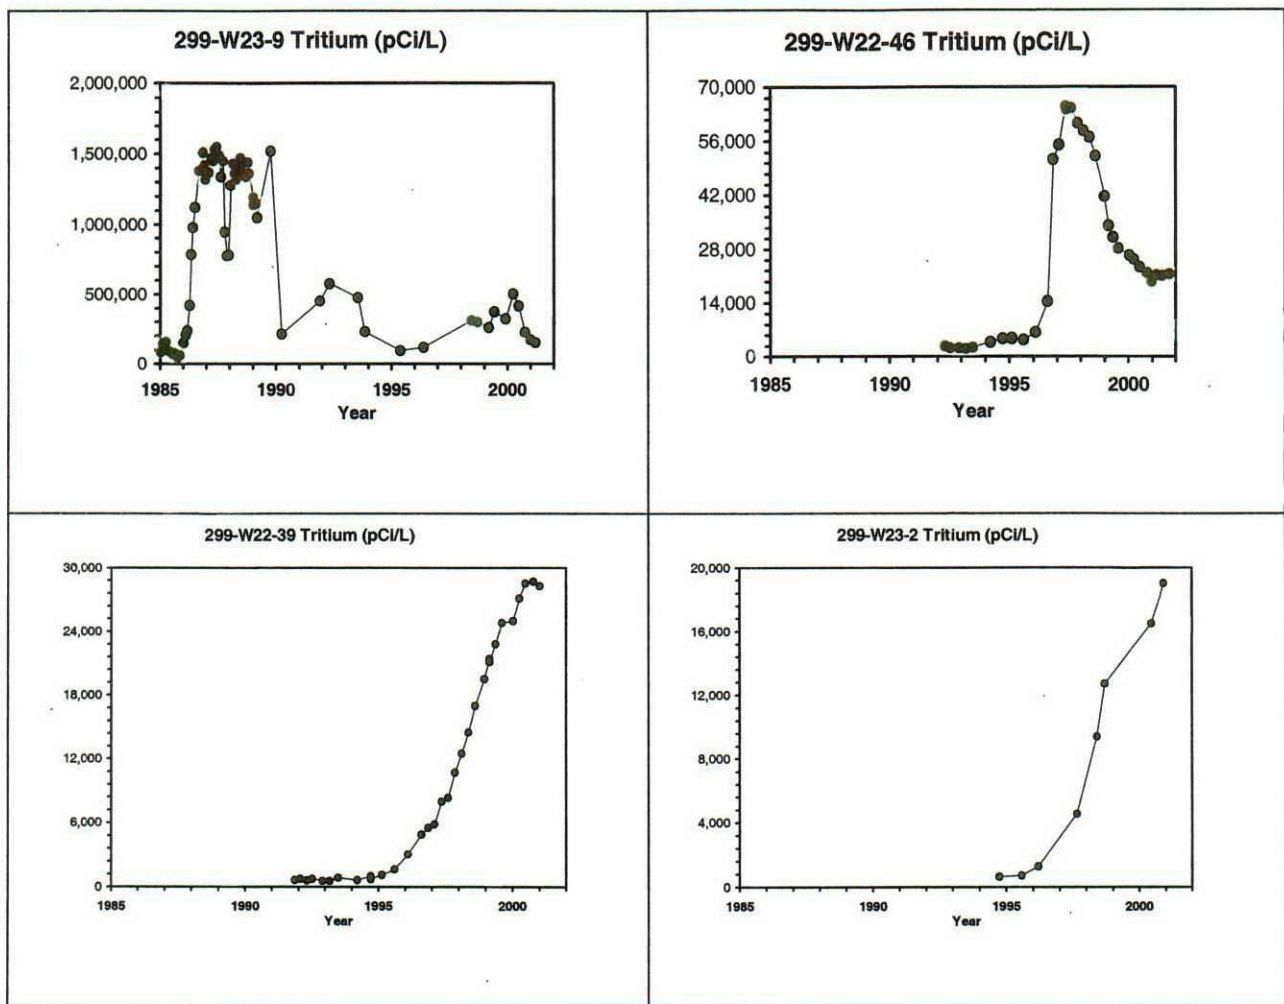 299-W23-9 Tritium (pCi/L)
2,000,000
1,500,000
1,000,000
500,000
0
1985 1990 1995 2000
Year
299-W22-46 Tritium (pCi/L)
70,000
56,000
42,000
28,000
14,000
0
1985 1990 1995 2000
Year
299-W22-39 Tritium (pCi/L)
30,000
24,000
18,000
12,000
6,000
0
1985 1990 1995 2000
Year
299-W23-2 Tritium (pCi/L)
20,000
16,000
12,000
8,000
4,000
0
1985 1990 1995 2000
Year